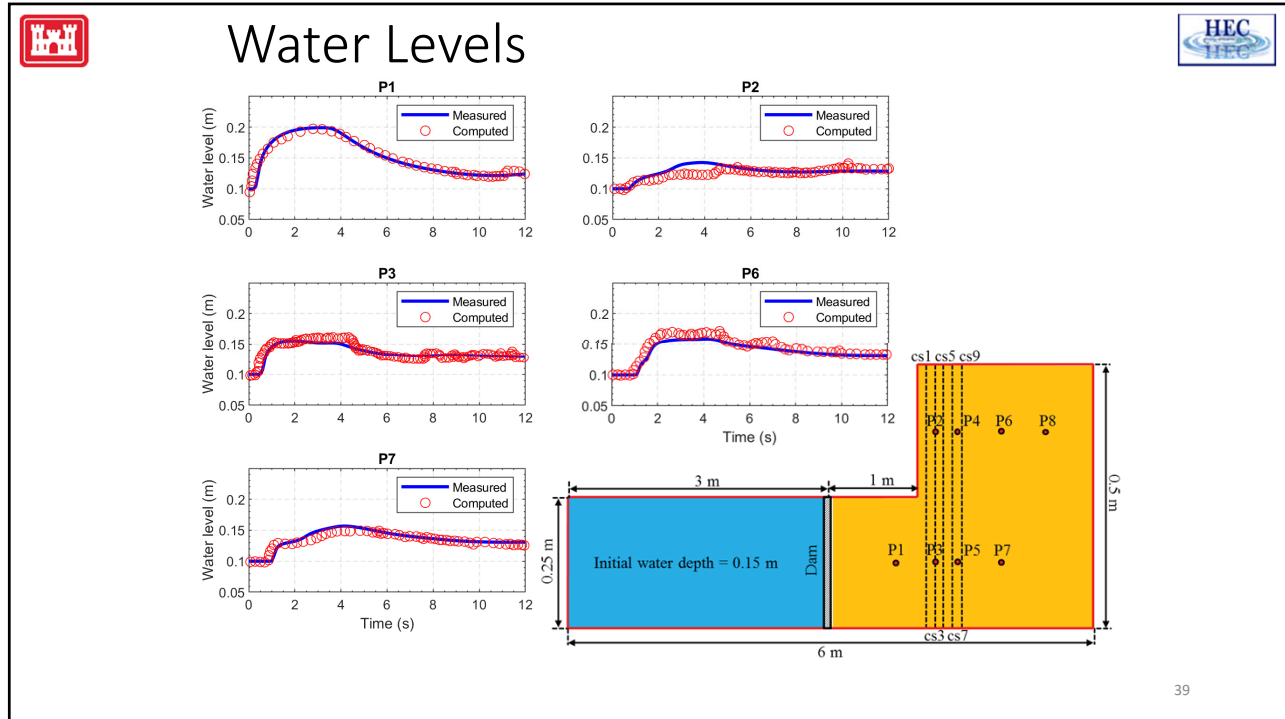 Water Levels
HEC
HEC
P1
Measured
Computed
Water level (m)
0.2
0.15
0.1
0.05
0 2 4 6 8 10 12
P2
Measured
Computed
0.2
0.15
0.1
0.05
0 2 4 6 8 10 12
P3
Measured
Computed
Water level (m)
0.2
0.15
0.1
0.05
0 2 4 6 8 10 12
P6
Measured
Computed
0.2
0.15
0.1
0.05
0 2 4 6 8 10 12
Time (s)
P7
Measured
Computed
Water level (m)
0.2
0.15
0.1
0.05
0 2 4 6 8 10 12
Time (s)
cs1 cs5 cs9
P2 P4 P6 P8
3 m
1 m
0.5 m
0.25 m
Initial water depth = 0.15 m
Dam
P1 P3 P5 P7
cs3 cs7
6 m
39